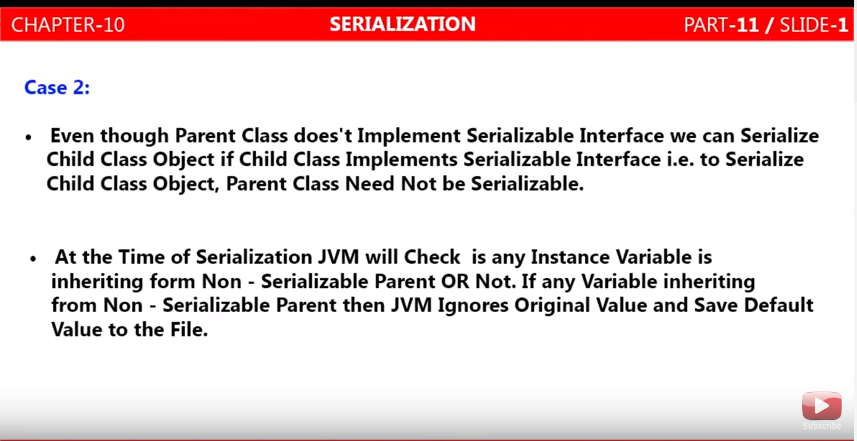 CHAPTER-10 SERIALIZATION PART-11 / SLIDE-1
Case 2:
• Even though Parent Class does't Implement Serializable Interface we can Serialize
Child Class Object if Child Class Implements Serializable Interface i.e. to Serialize
Child Class Object, Parent Class Need Not be Serializable.
• At the Time of Serialization JVM will Check is any Instance Variable is
inheriting form Non - Serializable Parent OR Not. If any Variable inheriting
from Non - Serializable Parent then JVM Ignores Original Value and Save Default
Value to the File.
Subscribe